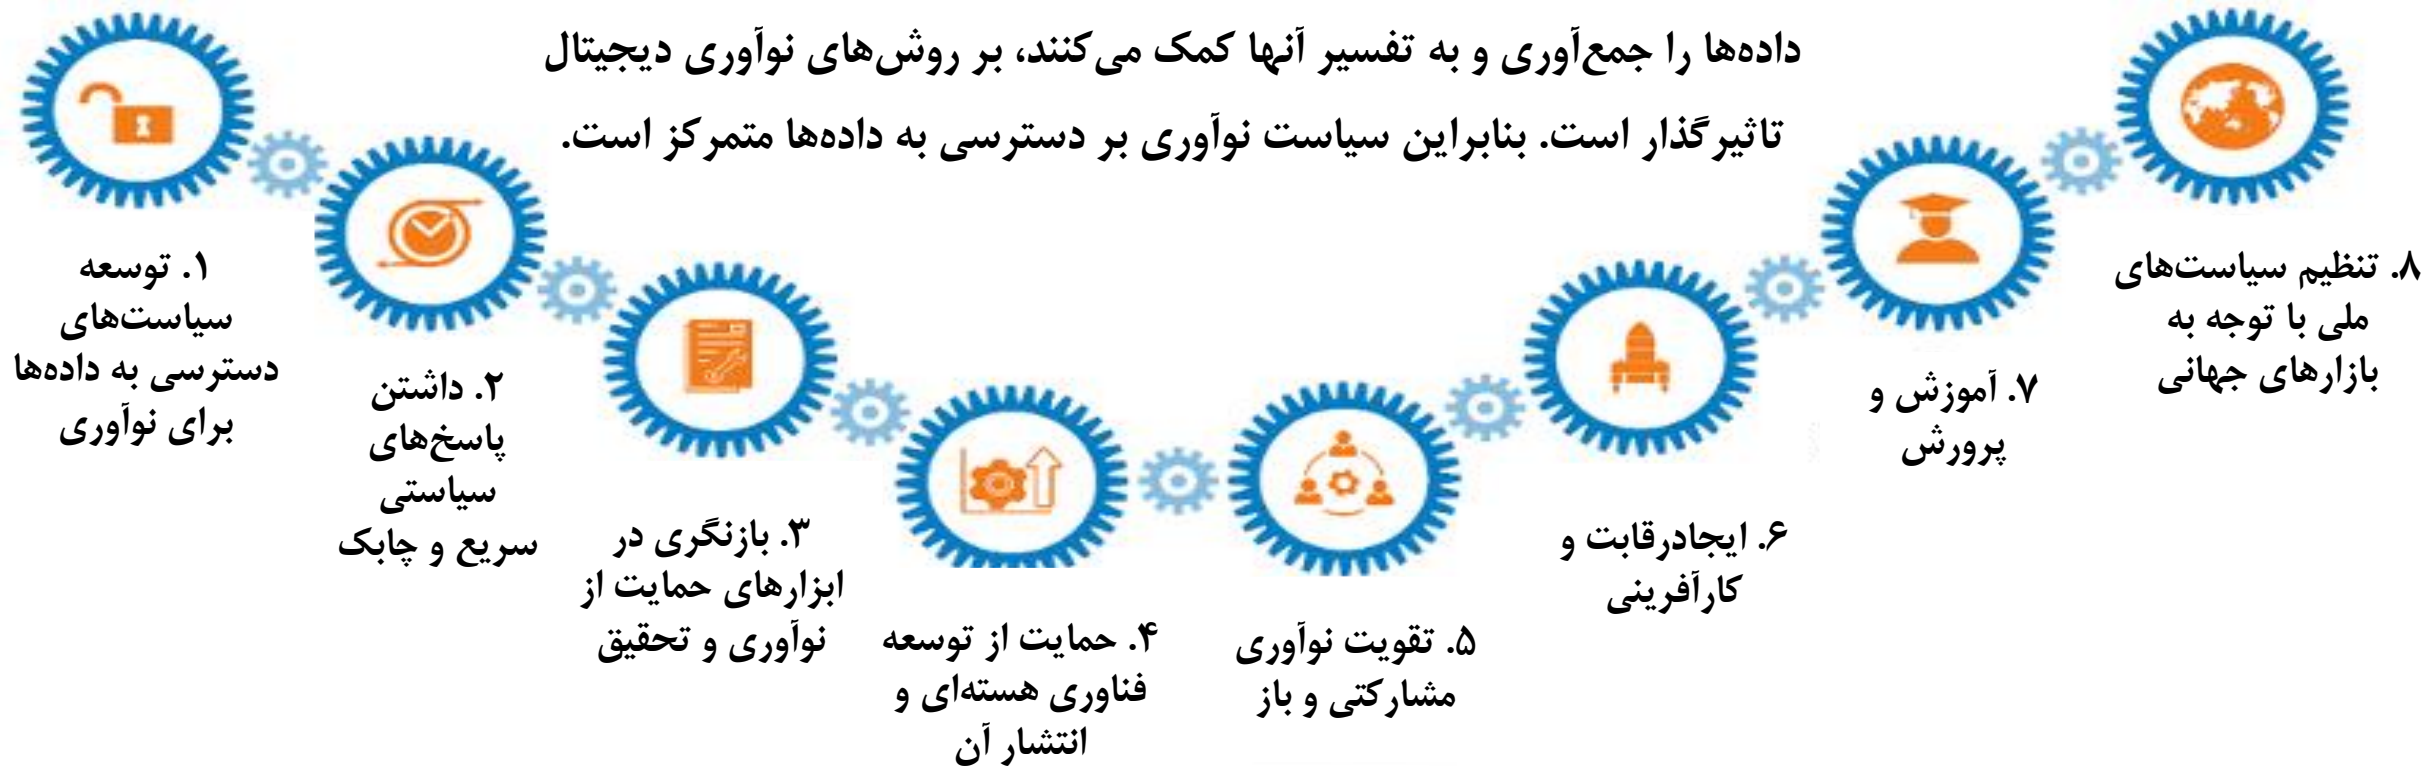 داده‌ها را جمع‌آوری و به تفسیر آنها کمک می‌کنند، بر روش‌های نوآوری دیجیتال
تاثیرگذار است. بنابراین سیاست نوآوری بر دسترسی به داده‌ها متمرکز است.
۱. توسعه
سیاست‌های
دسترسی به داده‌ها
برای نوآوری
۲. داشتن
پاسخ‌های
سیاستی
سریع و چابک
۳. بازنگری در
ابزارهای حمایت از
نوآوری و تحقیق
۴. حمایت از توسعه
فناوری هسته‌ای و
انتشار آن
۵. تقویت نوآوری
مشارکتی و باز
۶. ایجادرقابت و
کارآفرینی
۷. آموزش و
پرورش
۸. تنظیم سیاست‌های
ملی با توجه به
بازارهای جهانی